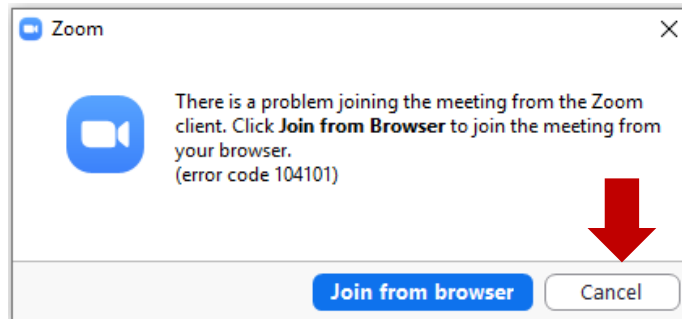 Zoom
There is a problem joining the meeting from the Zoom
client. Click Join from Browser to join the meeting from
your browser.
(error code 104101)
Join from browser
Cancel